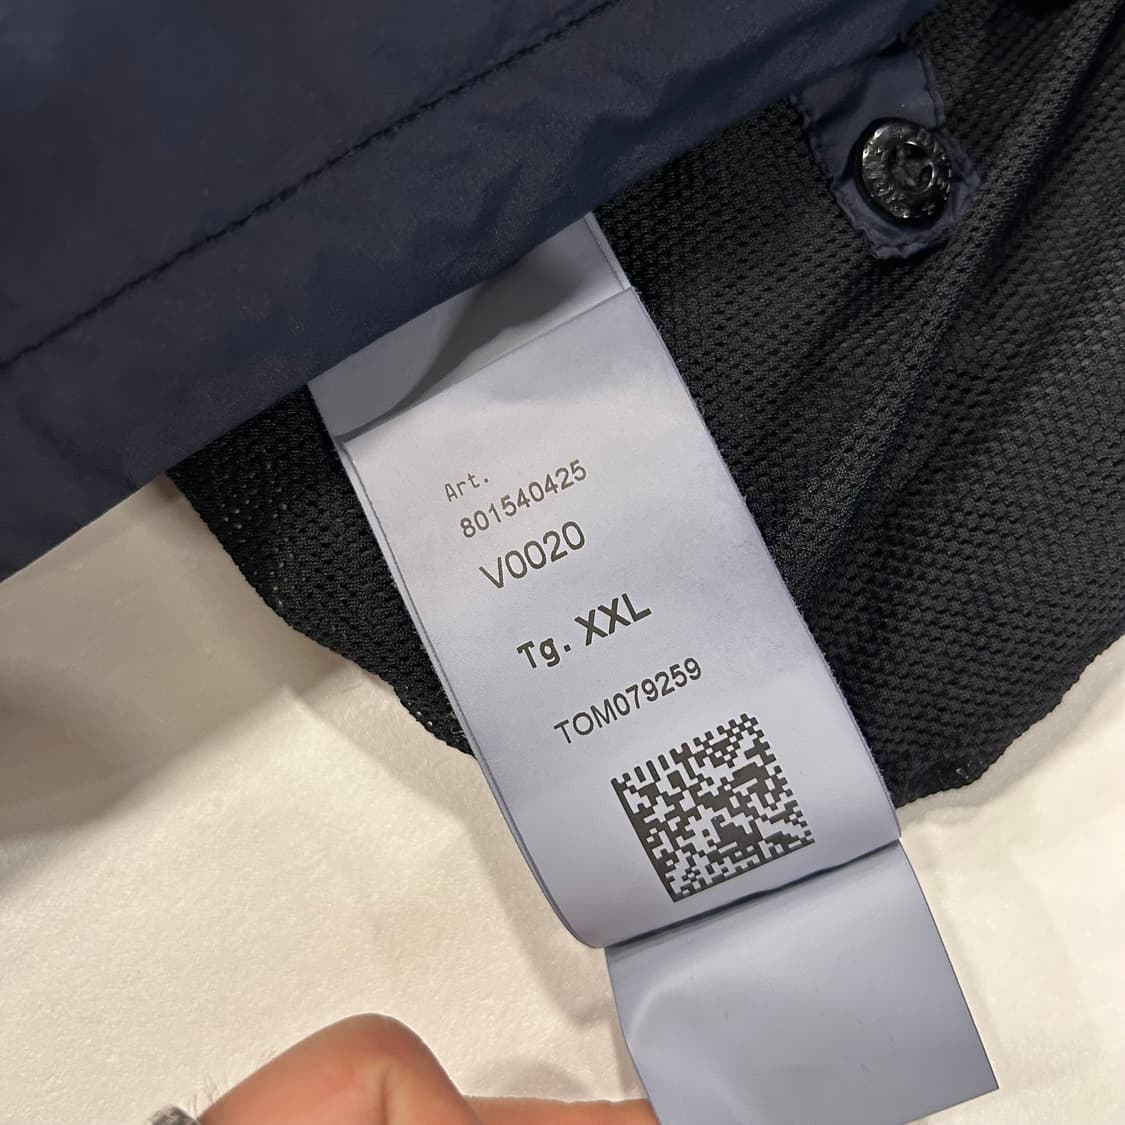 Art.
801540425
V0020
Tg. XXL
TOM079259